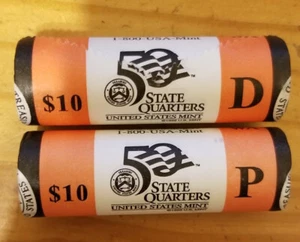 1-800-USA-Mint
50
$10
STATE
QUARTERS
D
UNITED STATES MINT
1-800-USA-Mint
50
$10
STATE
QUARTERS
P
UNITED STATES MINT